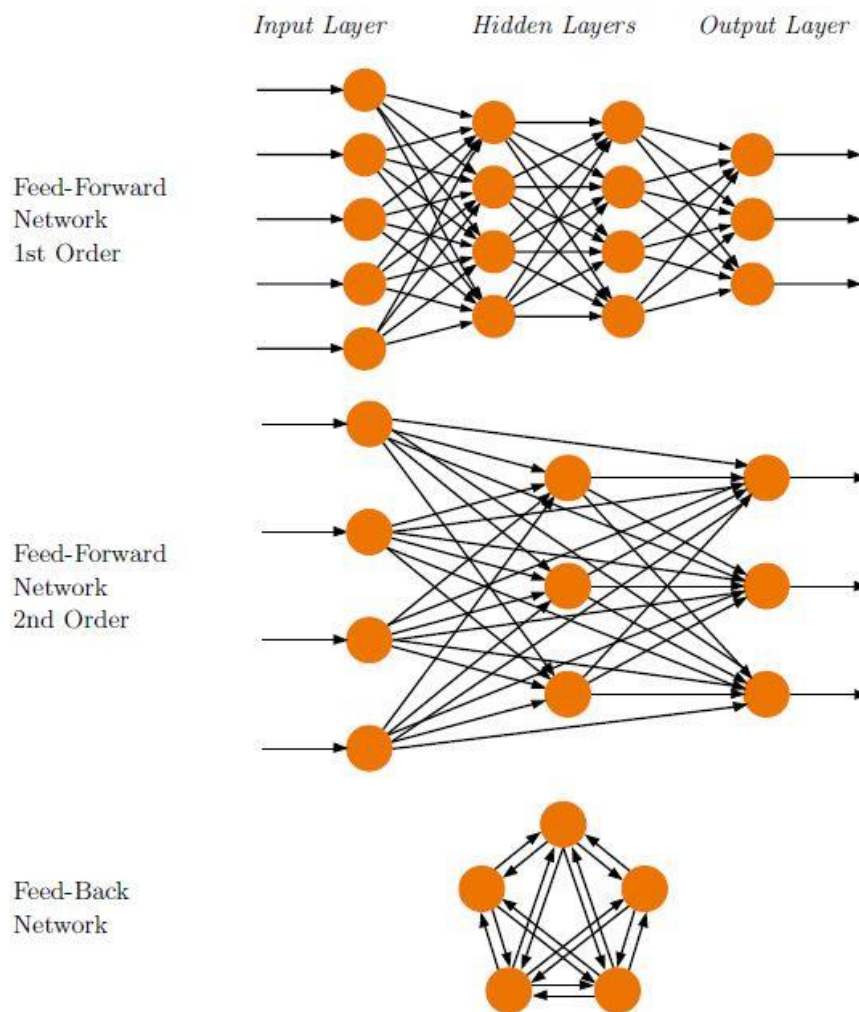 Input Layer Hidden Layers Output Layer
Feed-Forward
Network
1st Order
Feed-Forward
Network
2nd Order
Feed-Back
Network